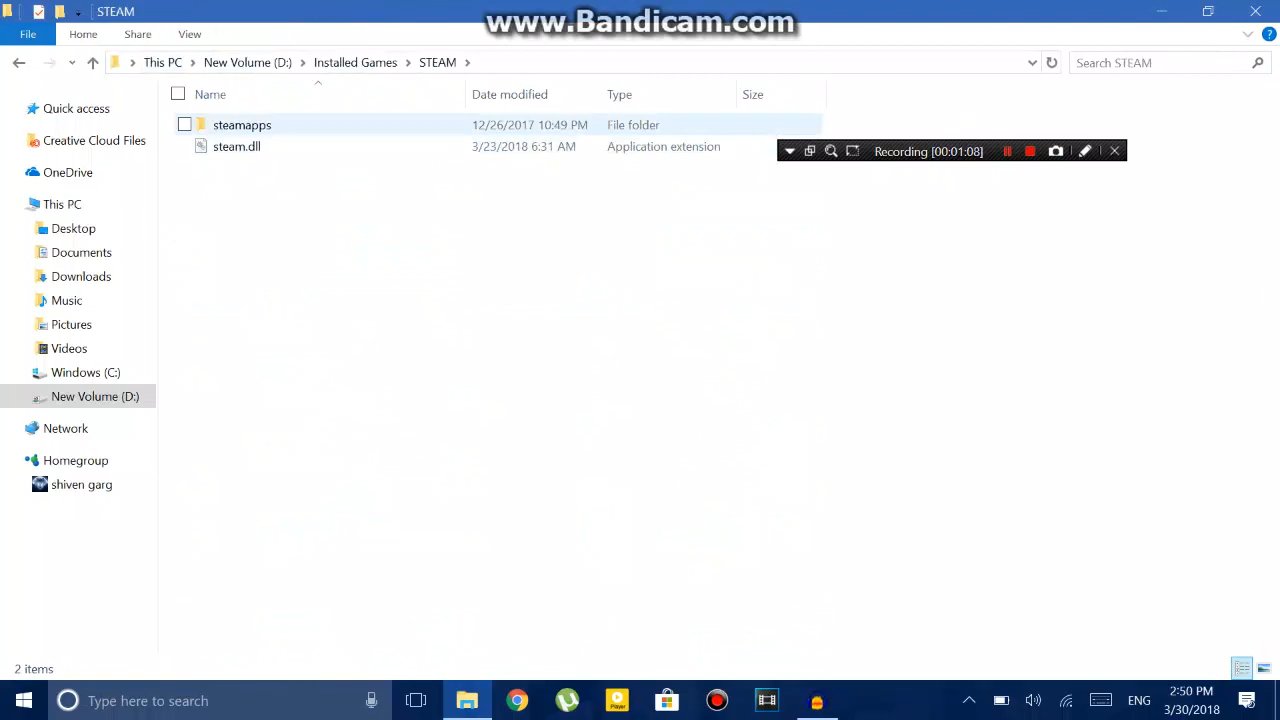 STEAM
www.Bandicam.com
File Home Share View
This PC New Volume (D:) Installed Games STEAM
Search STEAM
Name Date modified Type Size
steamapps 12/26/2017 10:49 PM File folder
steam.dll 3/23/2018 6:31 AM Application extension
Recording [00:01:08]
Quick access
Creative Cloud Files
OneDrive
This PC
Desktop
Documents
Downloads
Music
Pictures
Videos
Windows (C:)
New Volume (D:)
Network
Homegroup
shiven garg
2 items
Type here to search
Player
ENG
2:50 PM
3/30/2018